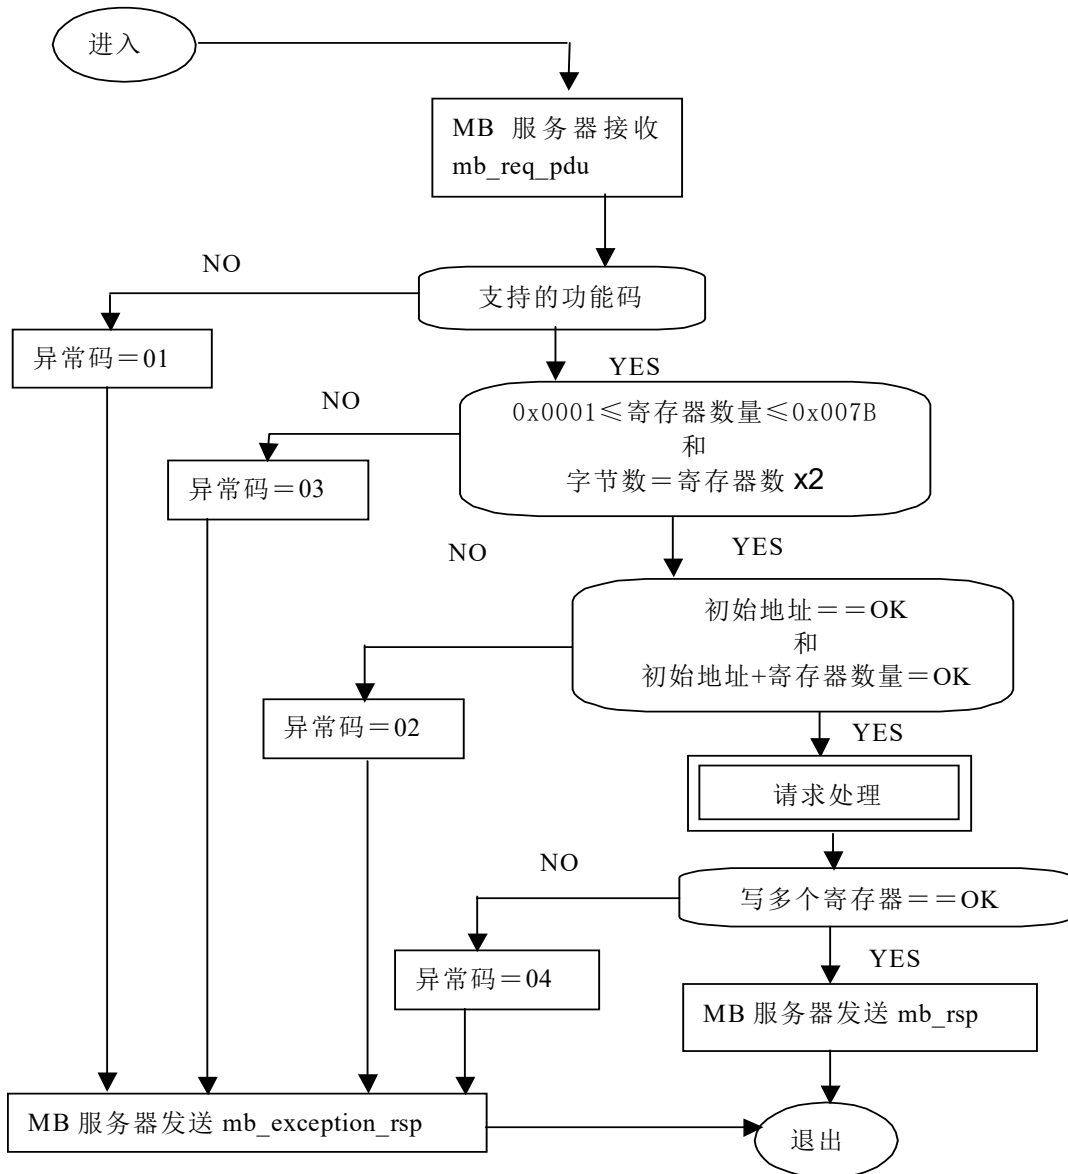 进入
MB 服务器接收
mb_req_pdu
NO
支持的功能码
异常码＝01
YES
NO
0x0001≤寄存器数量≤0x007B
和
字节数＝寄存器数 x2
异常码＝03
NO
YES
初始地址＝＝OK
和
初始地址+寄存器数量＝OK
异常码＝02
YES
请求处理
NO
写多个寄存器＝＝OK
YES
异常码＝04
MB 服务器发送 mb_rsp
MB 服务器发送 mb_exception_rsp
退出